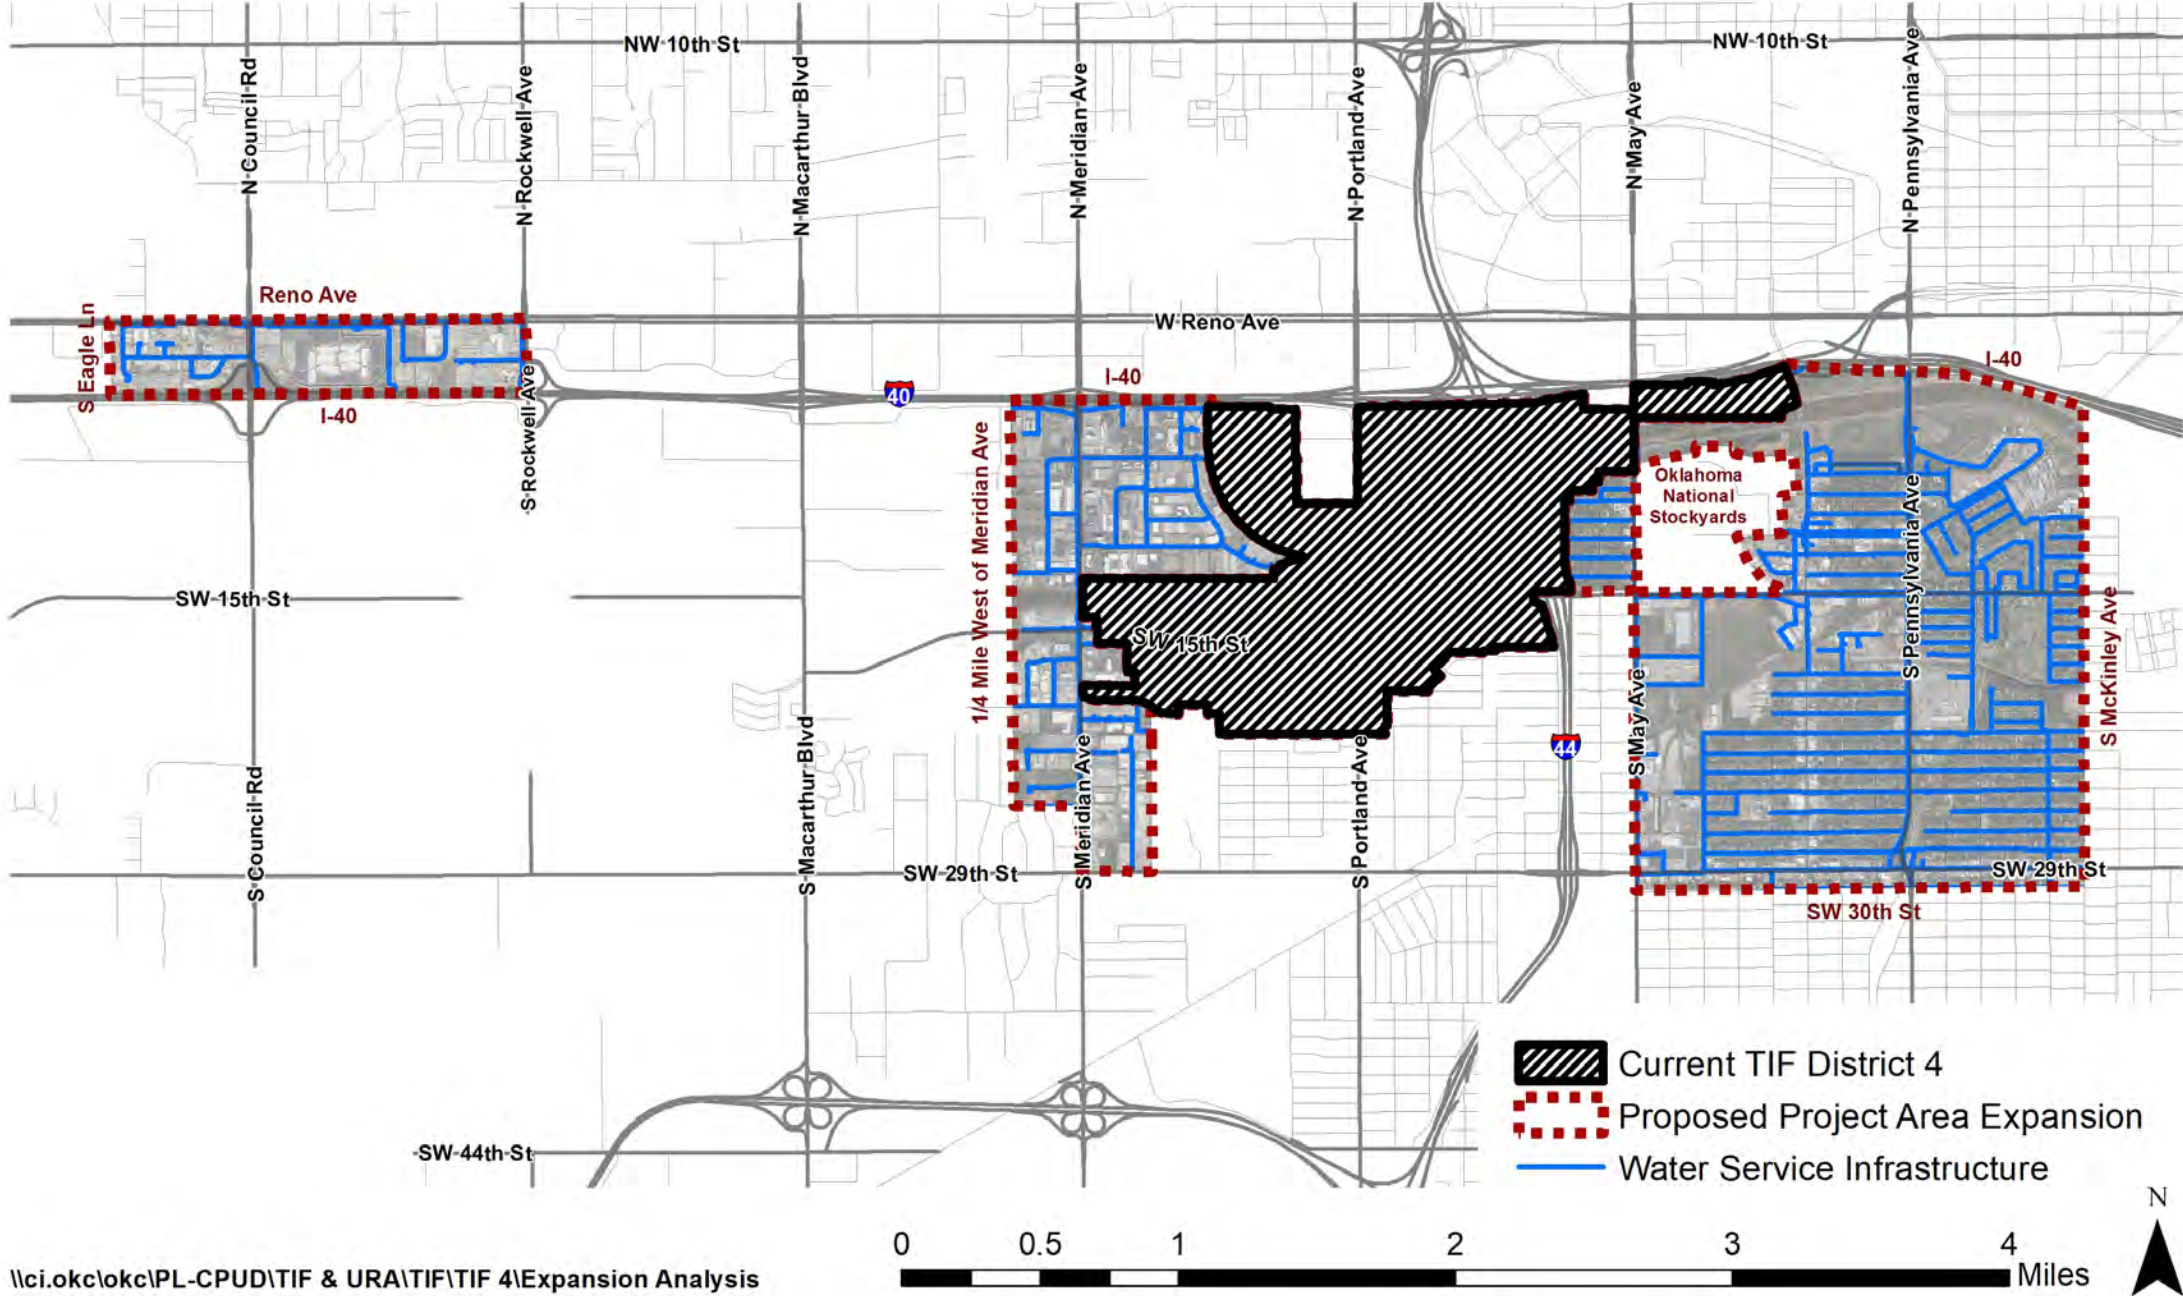 NW 10th St
NW 10th St
N Council Rd
N Rockwell Ave
N Macarthur Blvd
N Meridian Ave
N Portland Ave
N May Ave
N Pennsylvania Ave
Reno Ave
W Reno Ave
S Eagle Ln
I-40
I-40
I-40
40
S Rockwell Ave
1/4 Mile West of Meridian Ave
Oklahoma
National
Stockyards
SW 15th St
SW 15th St
S Pennsylvania Ave
S McKinley Ave
S May Ave
44
S Council Rd
S Macarthur Blvd
S Meridian Ave
S Portland Ave
SW 29th St
SW 29th St
SW 30th St
SW 44th St
Current TIF District 4
Proposed Project Area Expansion
Water Service Infrastructure
N
0 0.5 1 2 3 4
Miles
\\ci.okc\okc\PL-CPUD\TIF & URA\TIF\TIF 4\Expansion Analysis